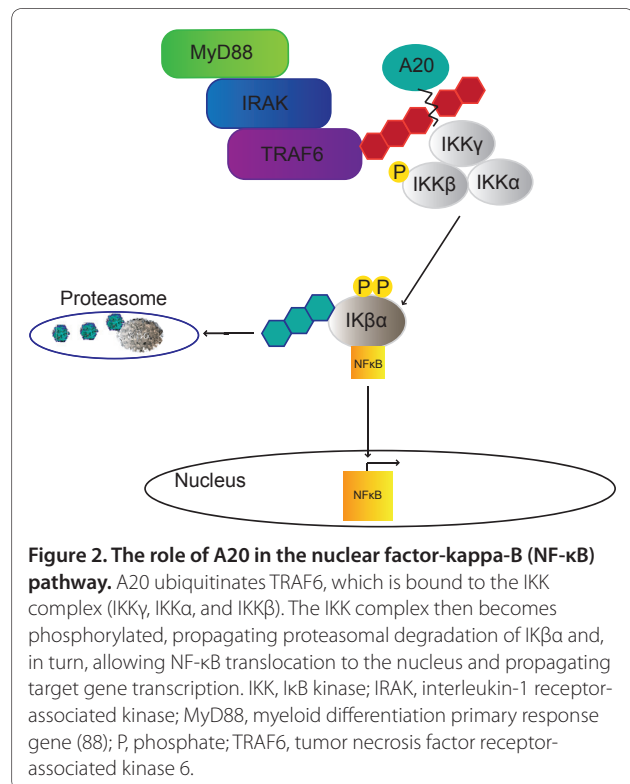 MyD88
A20
IRAK
TRAF6
IKKγ
P
IKKβ
IKKα
P P
Proteasome
IKβα
NFκB
Nucleus
NFκB
Figure 2. The role of A20 in the nuclear factor-kappa-B (NF-κB)
pathway. A20 ubiquitinates TRAF6, which is bound to the IKK
complex (IKKγ, IKKα, and IKKβ). The IKK complex then becomes
phosphorylated, propagating proteasomal degradation of IKβα and,
in turn, allowing NF-κB translocation to the nucleus and propagating
target gene transcription. IKK, IκB kinase; IRAK, interleukin-1 receptor-
associated kinase; MyD88, myeloid differentiation primary response
gene (88); P, phosphate; TRAF6, tumor necrosis factor receptor-
associated kinase 6.